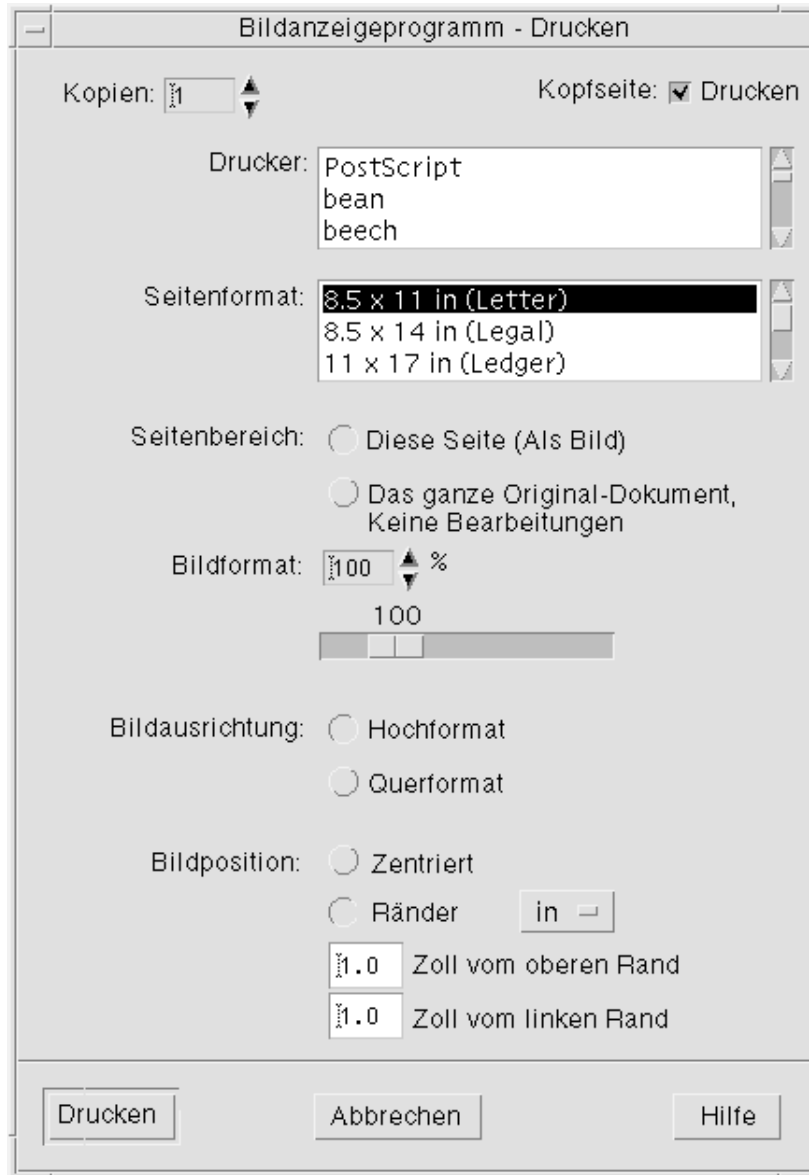 Bildanzeigeprogramm - Drucken
Kopien: 1 Kopfseite: Drucken
Drucker: PostScript
bean
beech
Seitenformat: 8.5 x 11 in (Letter)
8.5 x 14 in (Legal)
11 x 17 in (Ledger)
Seitenbereich: Diese Seite (Als Bild)
Das ganze Original-Dokument,
Keine Bearbeitungen
Bildformat: 100 %
100
Bildausrichtung: Hochformat
Querformat
Bildposition: Zentriert
Ränder in
1.0 Zoll vom oberen Rand
1.0 Zoll vom linken Rand
Drucken Abbrechen Hilfe